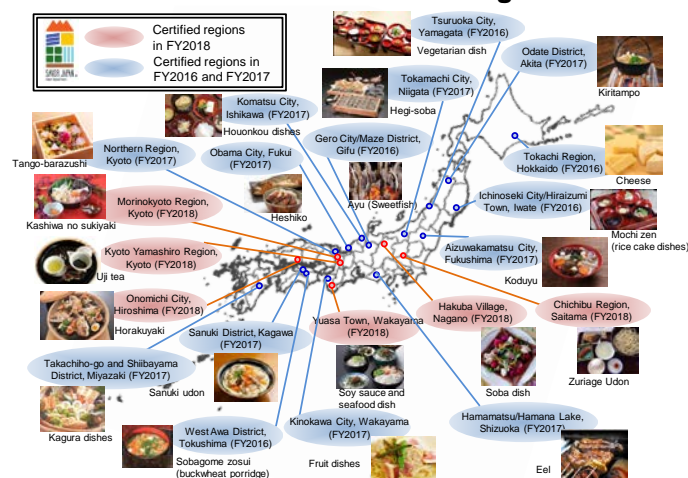 Certified regions
in FY2018
Certified regions in
FY2016 and FY2017
SAVOR JAPAN
Tsuruoka City,
Yamagata (FY2016)
Vegetarian dish
Odate District,
Akita (FY2017)
Kiritampo
Komatsu City,
Ishikawa (FY2017)
Houonkou dishes
Tokamachi City,
Niigata (FY2017)
Hegi-soba
Tango-barazushi
Northern Region,
Kyoto (FY2017)
Obama City, Fukui
(FY2017)
Heshiko
Gero City/Maze District,
Gifu (FY2016)
Ayu (Sweetfish)
Tokachi Region,
Hokkaido (FY2016)
Cheese
Kashiwa no sukiyaki
Morinokyoto Region,
Kyoto (FY2018)
Ichinoseki City/Hiraizumi
Town, Iwate (FY2016)
Mochi zen
(rice cake dishes)
Uji tea
Kyoto Yamashiro Region,
Kyoto (FY2018)
Aizuwakamatsu City,
Fukushima (FY2017)
Koduyu
Horakuyaki
Onomichi City,
Hiroshima (FY2018)
Sanuki District, Kagawa
(FY2017)
Sanuki udon
Yuasa Town, Wakayama
(FY2018)
Soy sauce and
seafood dish
Hakuba Village,
Nagano (FY2018)
Soba dish
Chichibu Region,
Saitama (FY2018)
Zuriage Udon
Takachiho-go and Shiibayama
District, Miyazaki (FY2017)
Kagura dishes
West Awa District,
Tokushima (FY2016)
Sobagome zosui
(buckwheat porridge)
Kinokawa City, Wakayama
(FY2017)
Fruit dishes
Hamamatsu/Hamana Lake,
Shizuoka (FY2017)
Eel